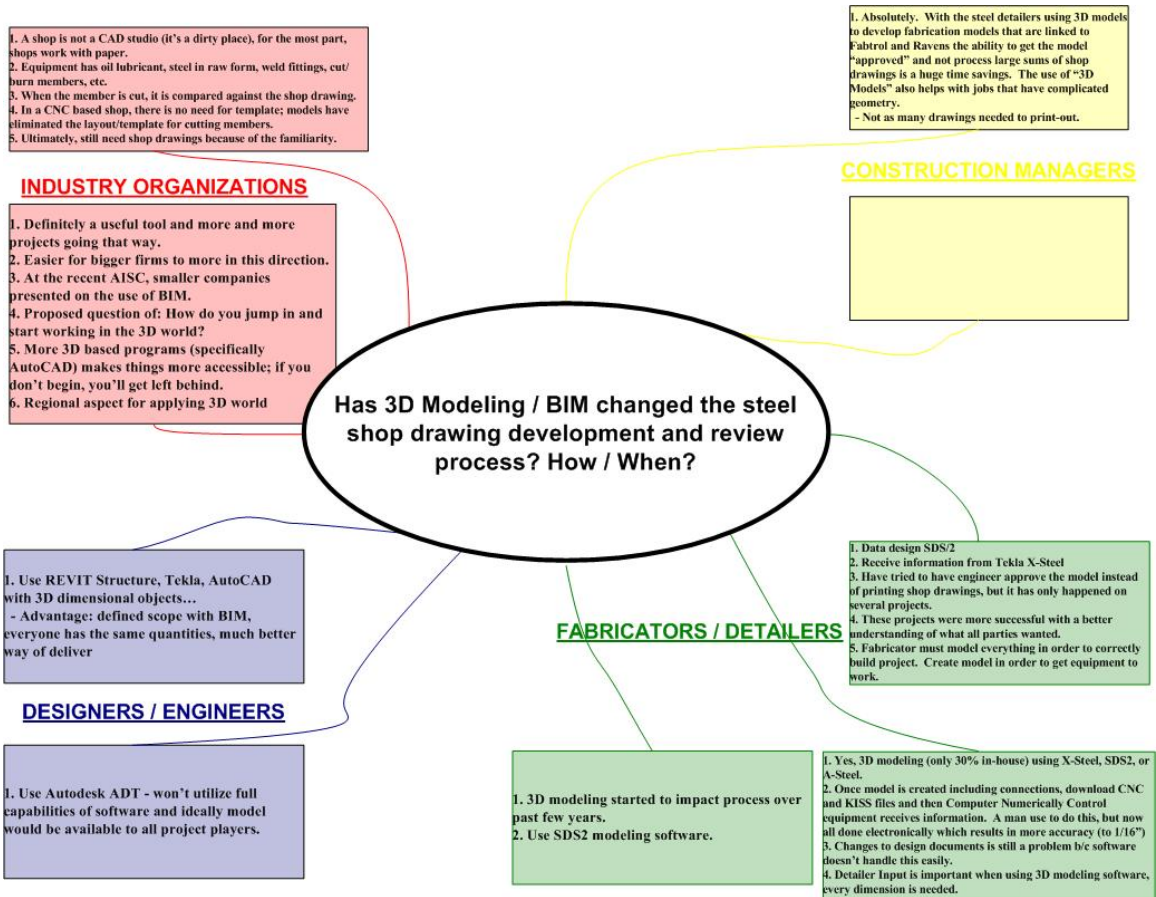 1. A shop is not a CAD studio (it's a dirty place), for the most part,
shops work with paper.
2. Equipment has oil lubricant, steel in raw form, weld fittings, cut/
burn members, etc.
3. When the member is cut, it is compared against the shop drawing.
4. In a CNC based shop, there is no need for template; models have
eliminated the layout/template for cutting members.
5. Ultimately, still need shop drawings because of the familiarity.
1. Absolutely. With the steel detailers using 3D models
to develop fabrication models that are linked to
Fabtrol and Ravens the ability to get the model
“approved” and not process large sums of shop
drawings is a huge time savings. The use of “3D
Models” also helps with jobs that have complicated
geometry.
- Not as many drawings needed to print-out.
INDUSTRY ORGANIZATIONS
CONSTRUCTION MANAGERS
1. Definitely a useful tool and more and more
projects going that way.
2. Easier for bigger firms to more in this direction.
3. At the recent AISC, smaller companies
presented on the use of BIM.
4. Proposed question of: How do you jump in and
start working in the 3D world?
5. More 3D based programs (specifically
AutoCAD) makes things more accessible; if you
don't begin, you'll get left behind.
6. Regional aspect for applying 3D world
Has 3D Modeling / BIM changed the steel
shop drawing development and review
process? How / When?
1. Use REVIT Structure, Tekla, AutoCAD
with 3D dimensional objects…
- Advantage: defined scope with BIM,
everyone has the same quantities, much better
way of deliver
DESIGNERS / ENGINEERS
1. Use Autodesk ADT - won't utilize full
capabilities of software and ideally model
would be available to all project players.
FABRICATORS / DETAILERS
1. Data design SDS/2
2. Receive information from Tekla X-Steel
3. Have tried to have engineer approve the model instead
of printing shop drawings, but it has only happened on
several projects.
4. These projects were more successful with a better
understanding of what all parties wanted.
5. Fabricator must model everything in order to correctly
build project. Create model in order to get equipment to
work.
1. 3D modeling started to impact process over
past few years.
2. Use SDS2 modeling software.
1. Yes, 3D modeling (only 30% in-house) using X-Steel, SDS2, or
A-Steel.
2. Once model is created including connections, download CNC
and KISS files and then Computer Numerically Control
equipment receives information. A man use to do this, but now
all done electronically which results in more accuracy (to 1/16”)
3. Changes to design documents is still a problem b/c software
doesn't handle this easily.
4. Detailer Input is important when using 3D modeling software,
every dimension is needed.